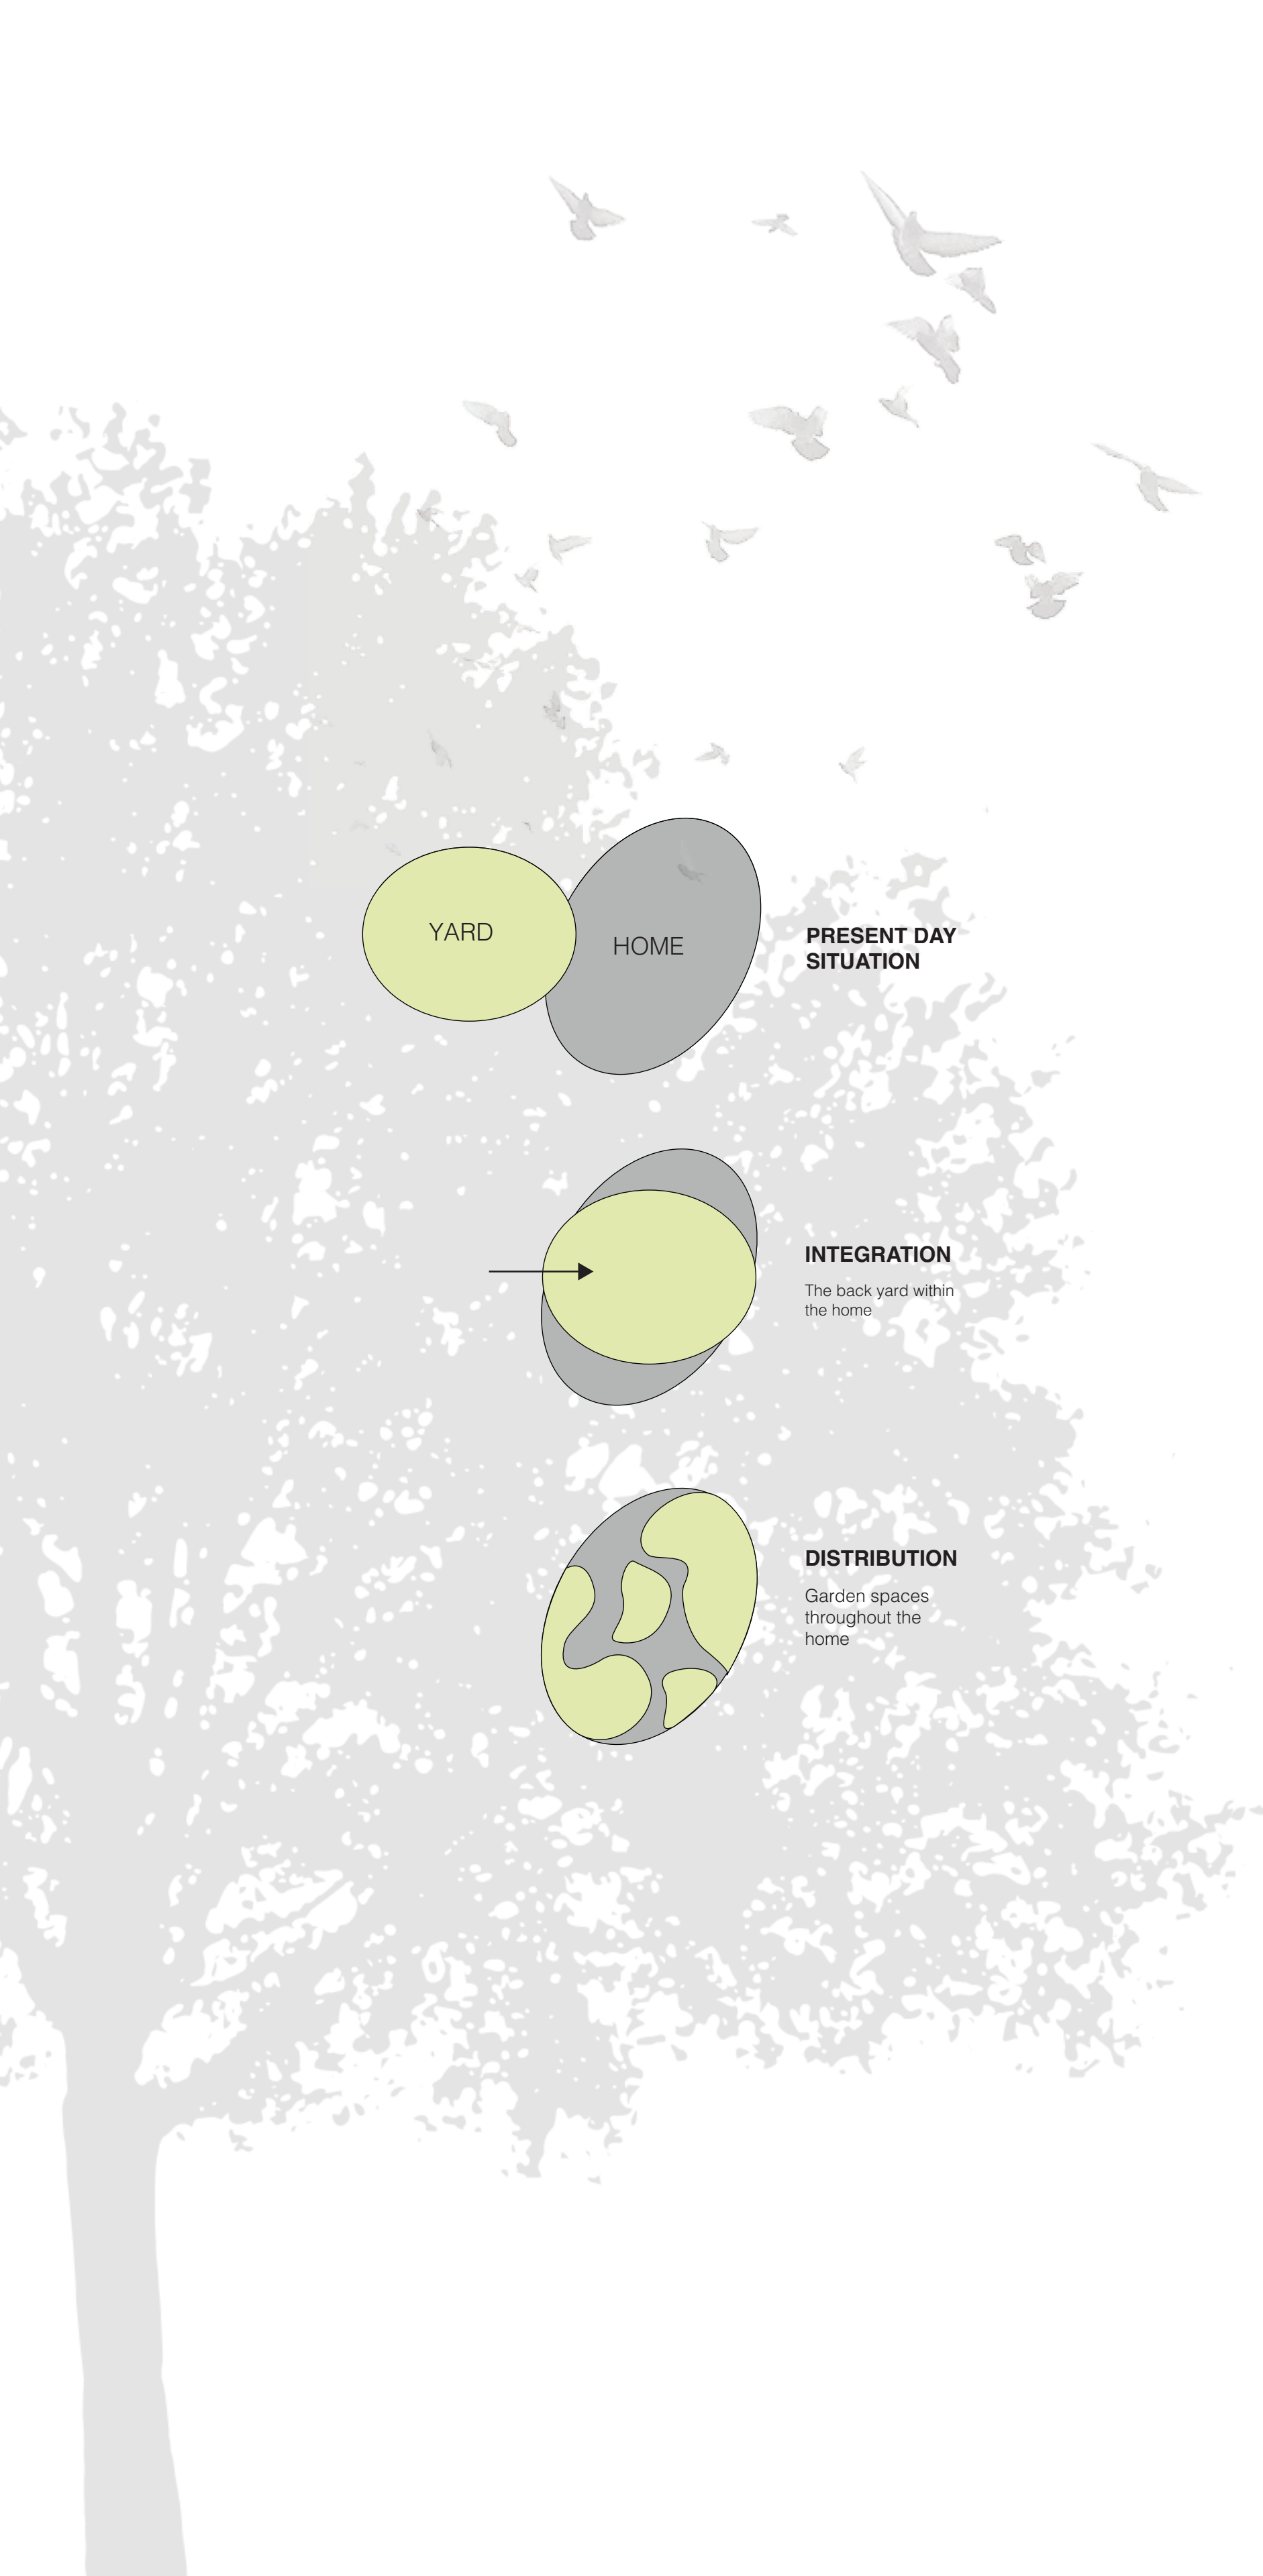 YARD
HOME
PRESENT DAY
SITUATION
INTEGRATION
The back yard within
the home
DISTRIBUTION
Garden spaces
throughout the
home